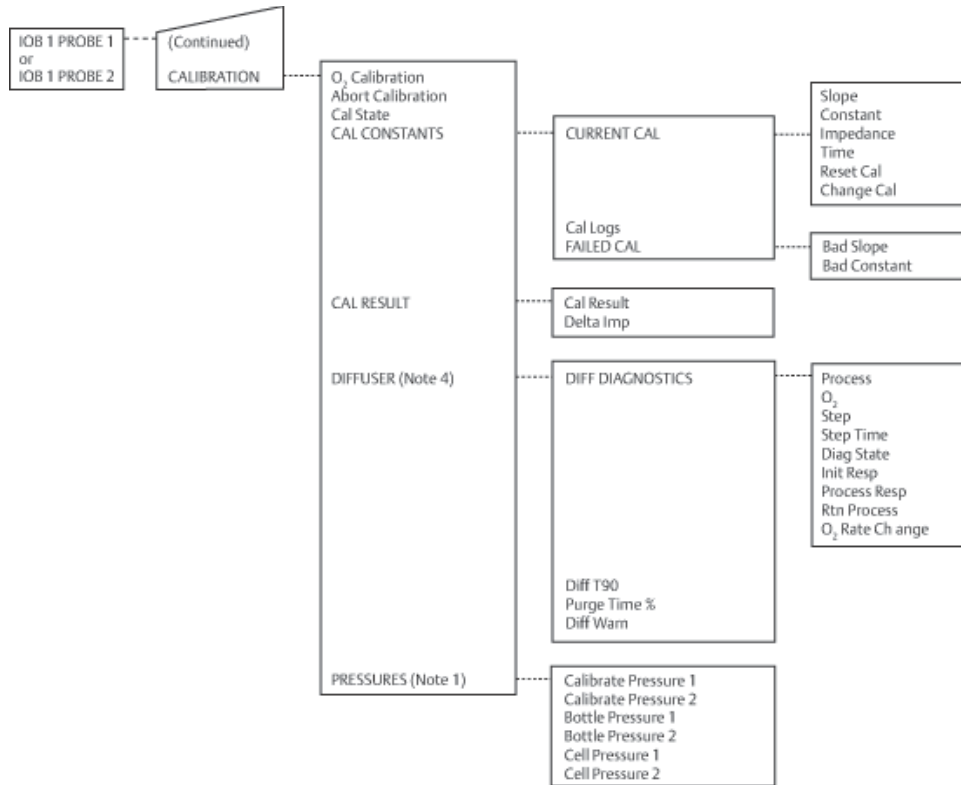 IOB 1 PROBE 1
or
IOB 1 PROBE 2
(Continued)
CALIBRATION
O₂ Calibration
Abort Calibration
Cal State
CAL CONSTANTS
CURRENT CAL
Slope
Constant
Impedance
Time
Reset Cal
Change Cal
Cal Logs
FAILED CAL
Bad Slope
Bad Constant
CAL RESULT
Cal Result
Delta Imp
DIFFUSER (Note 4)
DIFF DIAGNOSTICS
Process
O₂
Step
Step Time
Diag State
Init Resp
Process Resp
Rtn Process
O₂ Rate Ch ange
Diff T90
Purge Time %
Diff Warn
PRESSURES (Note 1)
Calibrate Pressure 1
Calibrate Pressure 2
Bottle Pressure 1
Bottle Pressure 2
Cell Pressure 1
Cell Pressure 2